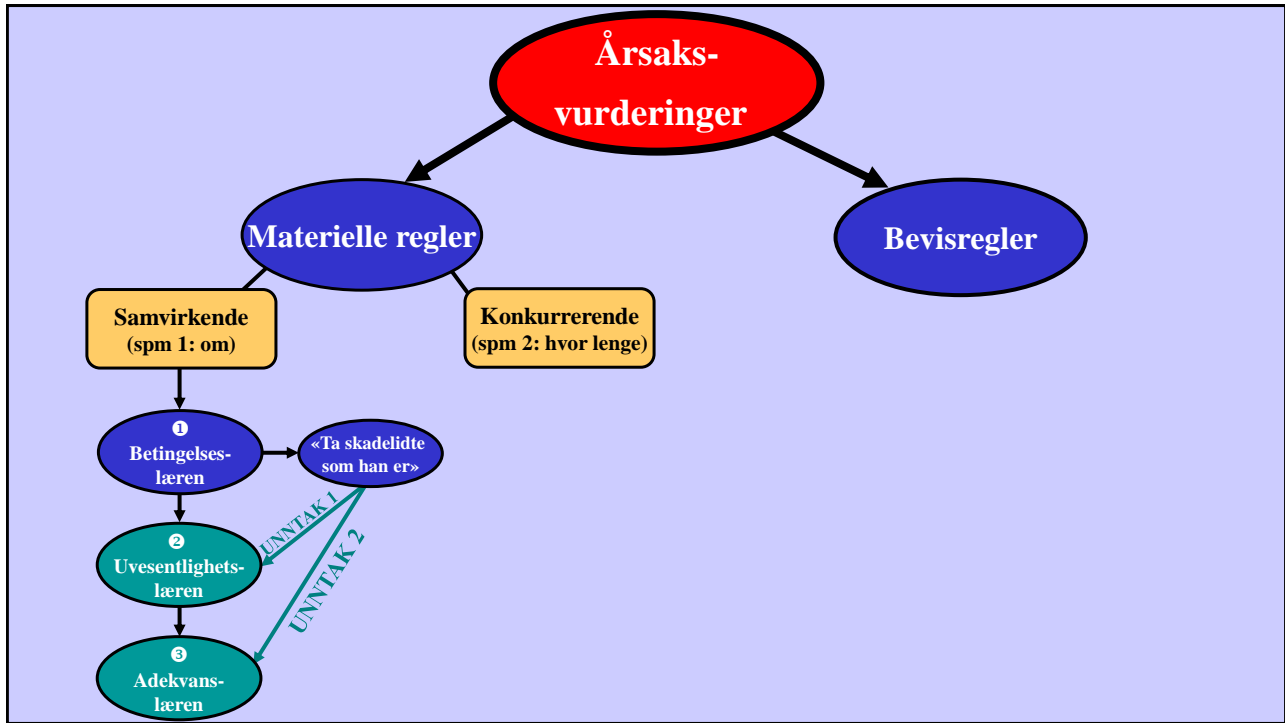 Årsaks-
vurderinger
Materielle regler
Bevisregler
Samvirkende
(spm 1: om)
Konkurrerende
(spm 2: hvor lenge)
❶
Betingelses-
læren
«Ta skadelidte
som han er»
UNNTAK 1
UNNTAK 2
❷
Uvesentlighets-
læren
❸
Adekvans-
læren